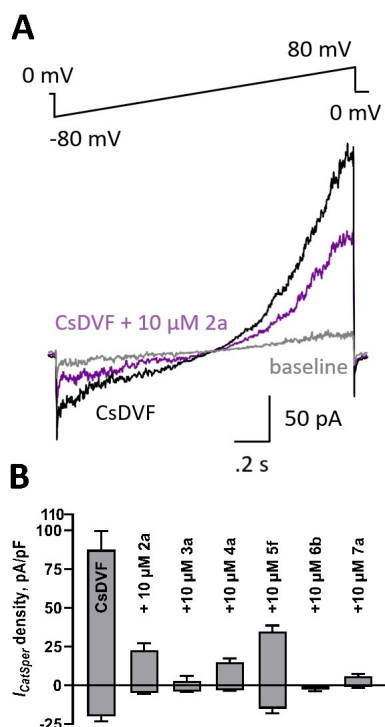 A
80 mV
0 mV
-80 mV
0 mV
CsDVF + 10 µM 2a
baseline
CsDVF
50 pA
.2 s
B
I CatSper density, pA/pF
110
100
75
50
25
0
-25
CsDVF
+ 10 µM 2a
+10 µM 3a
+ 10 µM 4a
+10 µM 5f
+10 µM 6b
+10 µM 7a